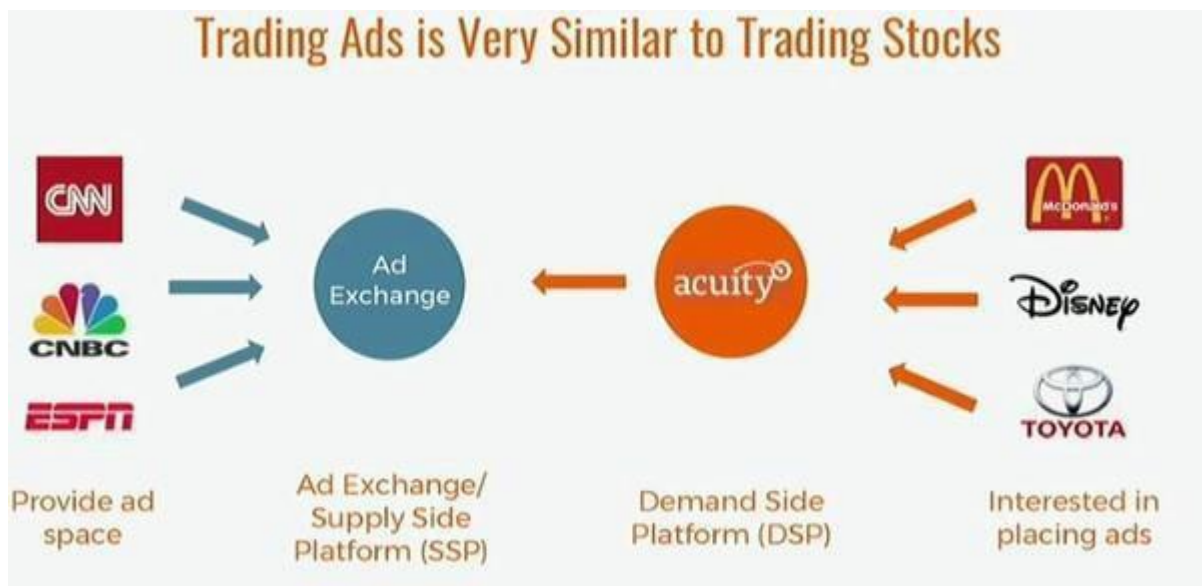 Trading Ads is Very Similar to Trading Stocks
CNN
CNBC
ESPN
Ad
Exchange
acuity
McDonald's
Disney
TOYOTA
Provide ad
space
Ad Exchange/
Supply Side
Platform (SSP)
Demand Side
Platform (DSP)
Interested in
placing ads